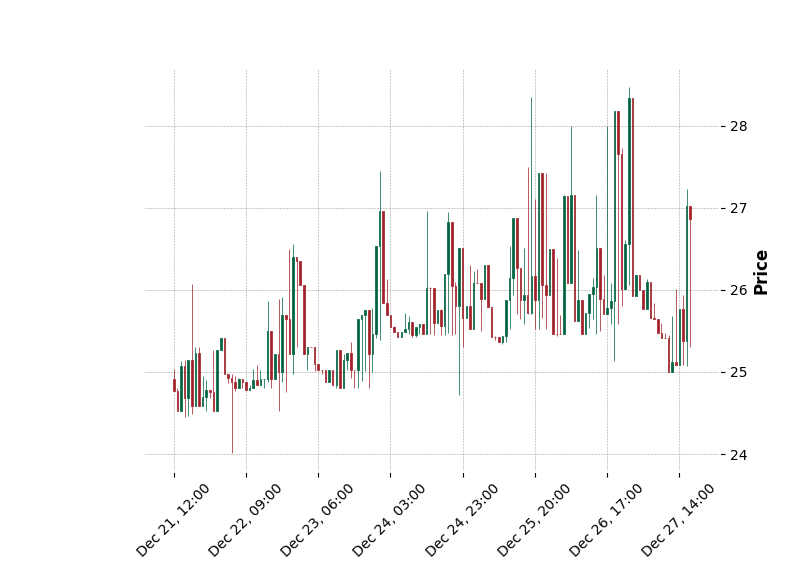 28
27
26
25
24
Price
Dec 21, 12:00
Dec 22, 09:00
Dec 23, 06:00
Dec 24, 03:00
Dec 24, 23:00
Dec 25, 20:00
Dec 26, 17:00
Dec 27, 14:00